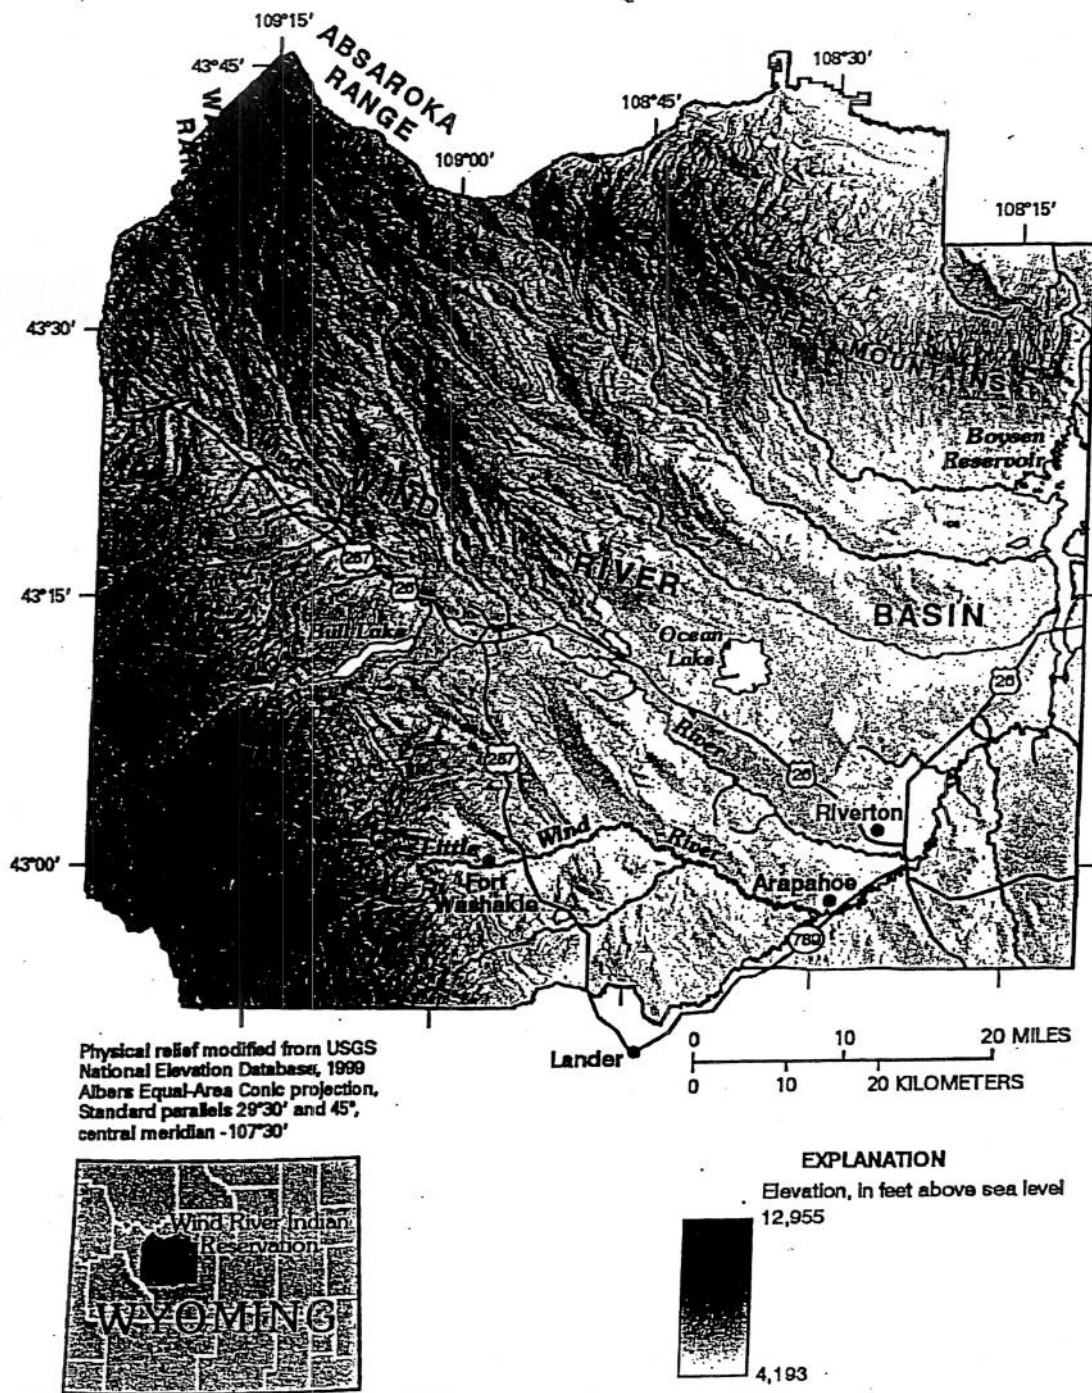 109°15'
ABSAROKA
RANGE
43°45'
108°30'
108°45'
109°00'
108°15'
43°30'
MOUNTAINS
Boysen
Reservoir
WIND
RIVER
BASIN
287
43°15'
Bull Lake
Ocean
Lake
26
287
River
26
Riverton
Little Wind River
43°00'
Fort
Washakie
Arapahoe
789
Lander
0 10 20 MILES
0 10 20 KILOMETERS
Physical relief modified from USGS
National Elevation Database, 1999
Albers Equal-Area Conic projection,
Standard parallels 29°30' and 45°,
central meridian -107°30'
Wind River Indian
Reservation
WYOMING
EXPLANATION
Elevation, in feet above sea level
12,955
4,193